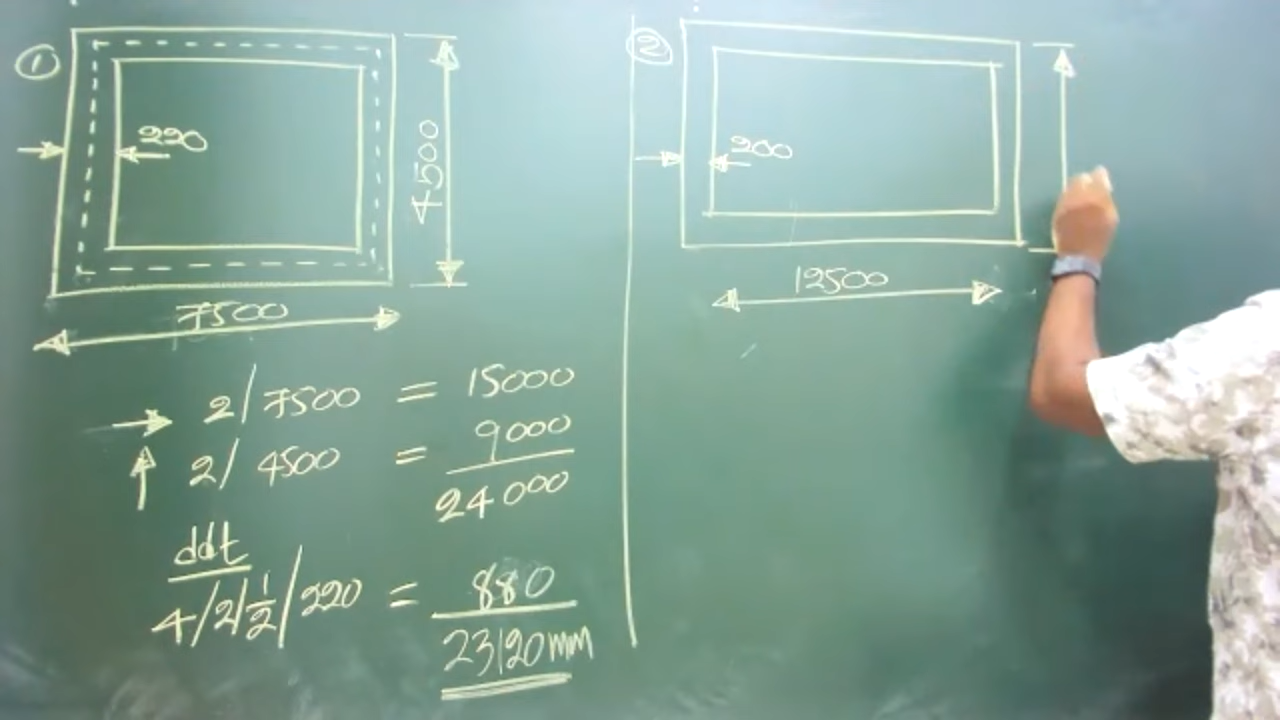 ①
220
4500
7500
2/7500 = 15000
2/4500 = 9000
24000
ddt
4/2/½/220 = 880
23120mm
②
200
12500